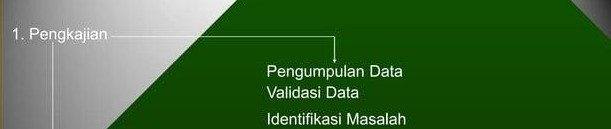 1. Pengkajian
Pengumpulan Data
Validasi Data
Identifikasi Masalah